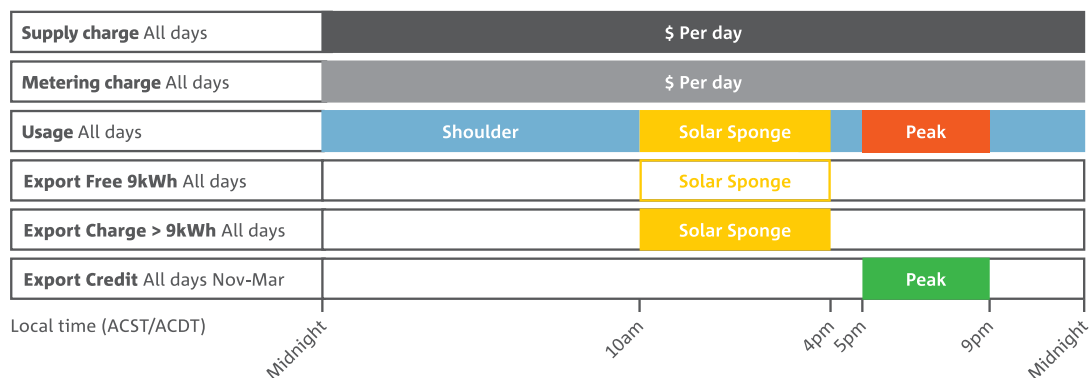 Supply charge All days $ Per day
Metering charge All days $ Per day
Usage All days Shoulder Solar Sponge Peak
Export Free 9kWh All days Solar Sponge
Export Charge > 9kWh All days Solar Sponge
Export Credit All days Nov-Mar Peak
Local time (ACST/ACDT) Midnight 10am 4pm 5pm 9pm Midnight